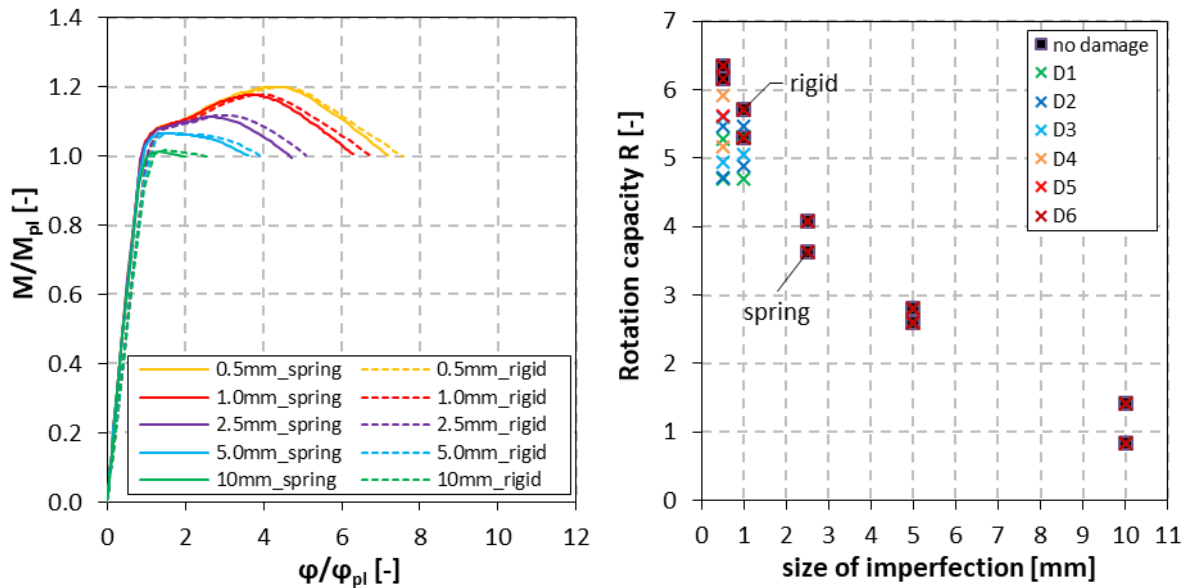 1.4
1.2
1.0
0.8
0.6
0.4
0.2
0.0
M/Mpl [-]
0.5mm_spring 0.5mm_rigid
1.0mm_spring 1.0mm_rigid
2.5mm_spring 2.5mm_rigid
5.0mm_spring 5.0mm_rigid
10mm_spring 10mm_rigid
0 2 4 6 8 10 12
φ/φpl [-]
7
6
5
4
3
2
1
0
Rotation capacity R [-]
no damage
D1
D2
D3
D4
D5
D6
rigid
spring
0 1 2 3 4 5 6 7 8 9 10 11
size of imperfection [mm]